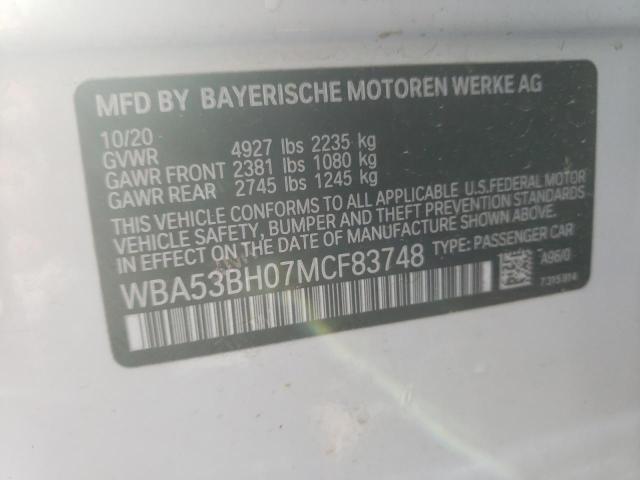 MFD BY BAYERISCHE MOTOREN WERKE AG
10/20
GVWR 4927 lbs 2235 kg
GAWR FRONT 2381 lbs 1080 kg
GAWR REAR 2745 lbs 1245 kg
THIS VEHICLE CONFORMS TO ALL APPLICABLE U.S.FEDERAL MOTOR
VEHICLE SAFETY, BUMPER AND THEFT PREVENTION STANDARDS
IN EFFECT ON THE DATE OF MANUFACTURE SHOWN ABOVE.
WBA53BH07MCF83748 TYPE: PASSENGER CAR
A96/0
7315914